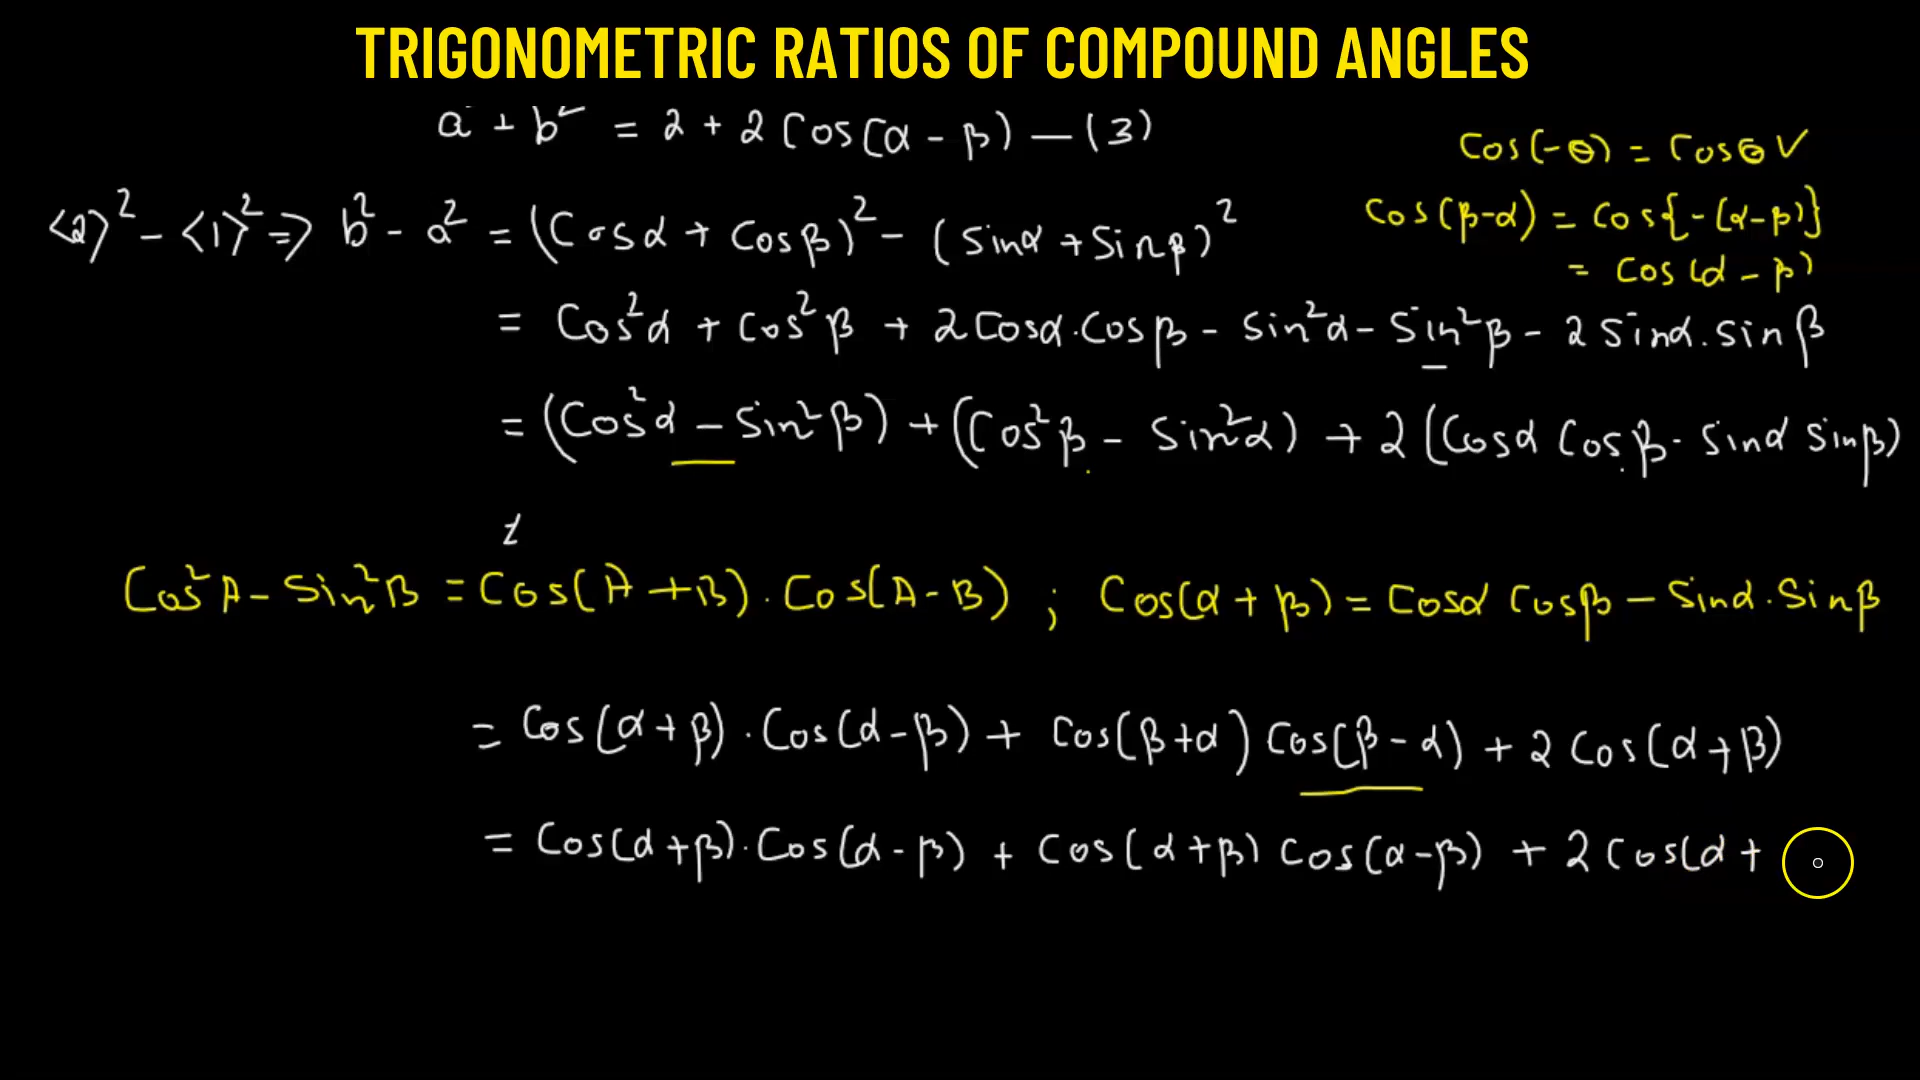 TRIGONOMETRIC RATIOS OF COMPOUND ANGLES
a + b² = 2 + 2 Cos(α - β) — (3)
Cos(-θ) = Cosθ ✓
Cos(β-α) = Cos{-(α-β)}
= Cos(α - β)
<2>² - <1>² => b² - a² = (Cosα + Cosβ)² - (Sinα + Sinβ)²
= Cos²α + Cos²β + 2Cosα.Cosβ - Sin²α - Sin²β - 2 Sinα.Sinβ
= (Cos²α - Sin²β) + (Cos²β - Sin²α) + 2 (Cosα Cosβ - Sinα Sinβ)
Cos²A - Sin²B = Cos(A+B).Cos(A-B) ; Cos(α+β) = Cosα Cosβ - Sinα.Sinβ
= Cos(α+β).Cos(α-β) + Cos(β+α) Cos(β-α) + 2 Cos(α+β)
= Cos(α+β).Cos(α-β) + Cos(α+β) Cos(α-β) + 2 Cos(α +